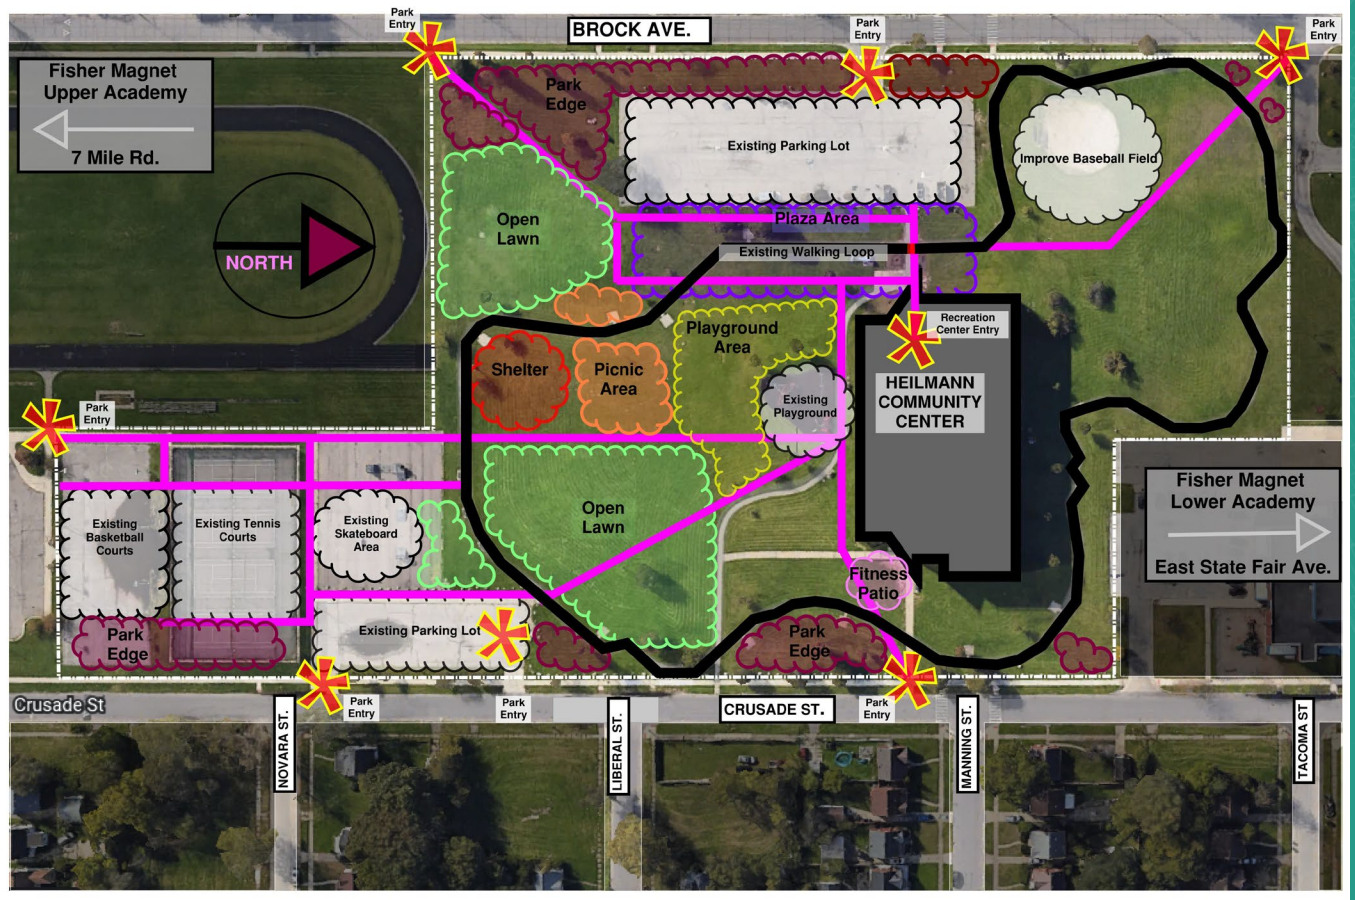 Park
Entry
BROCK AVE.
Park
Entry
Park
Entry
Fisher Magnet
Upper Academy
7 Mile Rd.
Park
Edge
Existing Parking Lot
Improve Baseball Field
Open
Lawn
Plaza Area
Existing Walking Loop
NORTH
Playground
Area
Recreation
Center Entry
Shelter
Picnic
Area
HEILMANN
COMMUNITY
CENTER
Existing
Playground
Park
Entry
Fisher Magnet
Lower Academy
East State Fair Ave.
Existing
Basketball
Courts
Existing Tennis
Courts
Existing
Skateboard
Area
Open
Lawn
Fitness
Patio
Park
Edge
Existing Parking Lot
Park
Edge
Crusade St
Park
Entry
Park
Entry
CRUSADE ST.
Park
Entry
NOVARA ST.
LIBERAL ST.
MANNING ST.
TACOMA ST